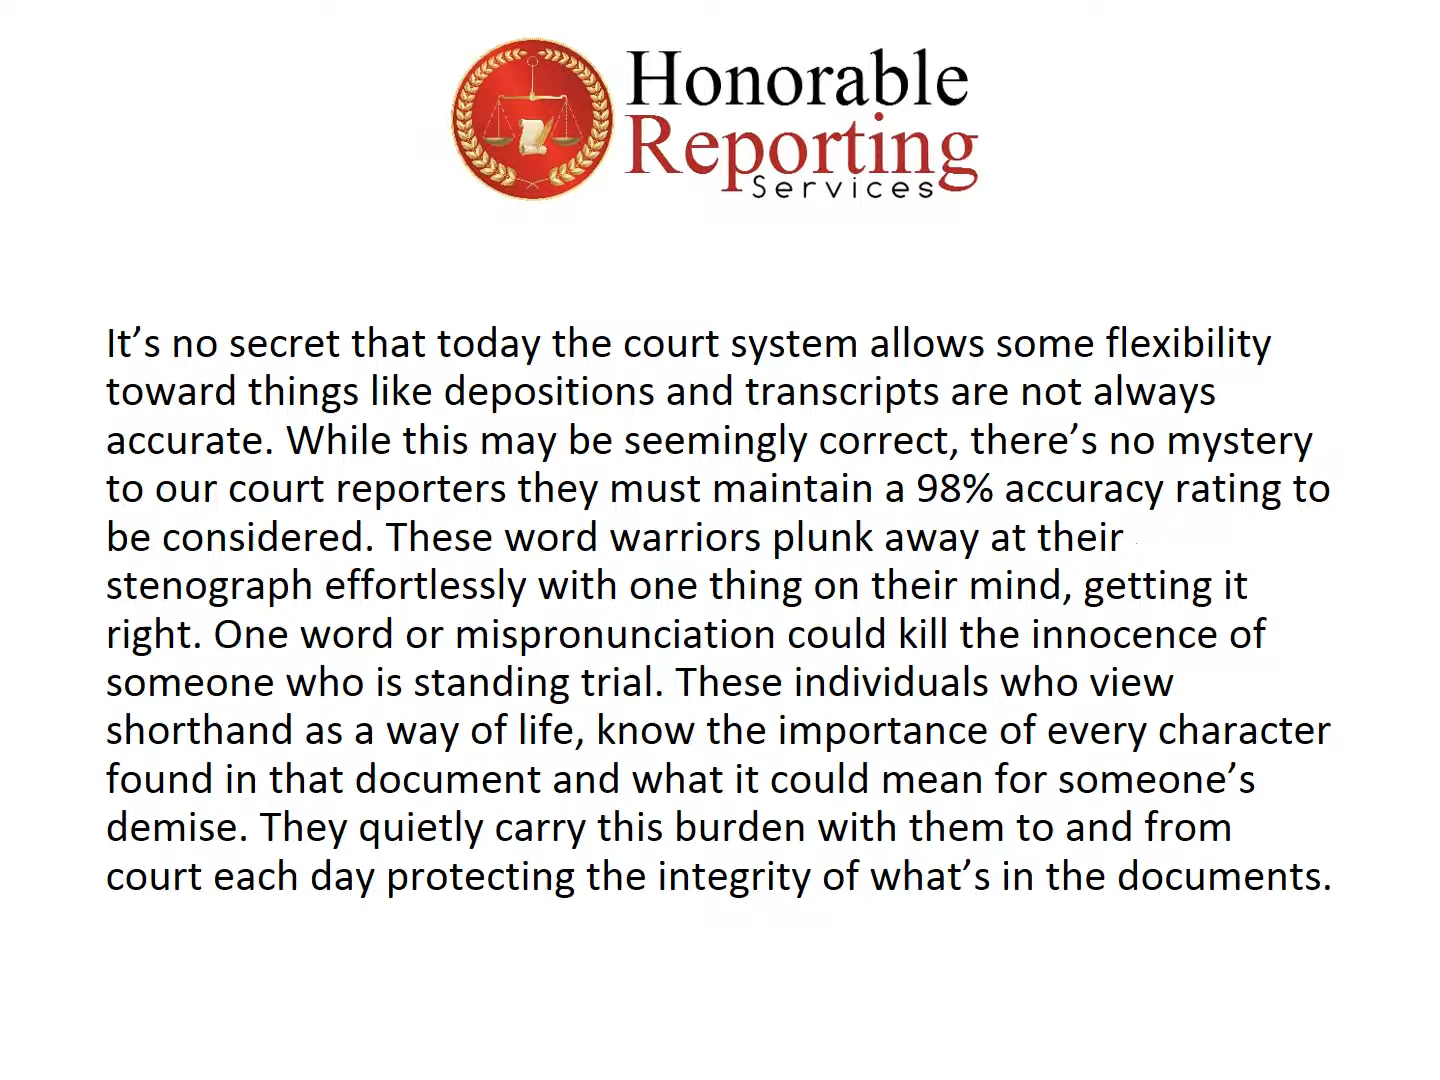 Honorable
Reporting
Services
It’s no secret that today the court system allows some flexibility
toward things like depositions and transcripts are not always
accurate. While this may be seemingly correct, there’s no mystery
to our court reporters they must maintain a 98% accuracy rating to
be considered. These word warriors plunk away at their
stenograph effortlessly with one thing on their mind, getting it
right. One word or mispronunciation could kill the innocence of
someone who is standing trial. These individuals who view
shorthand as a way of life, know the importance of every character
found in that document and what it could mean for someone’s
demise. They quietly carry this burden with them to and from
court each day protecting the integrity of what’s in the documents.